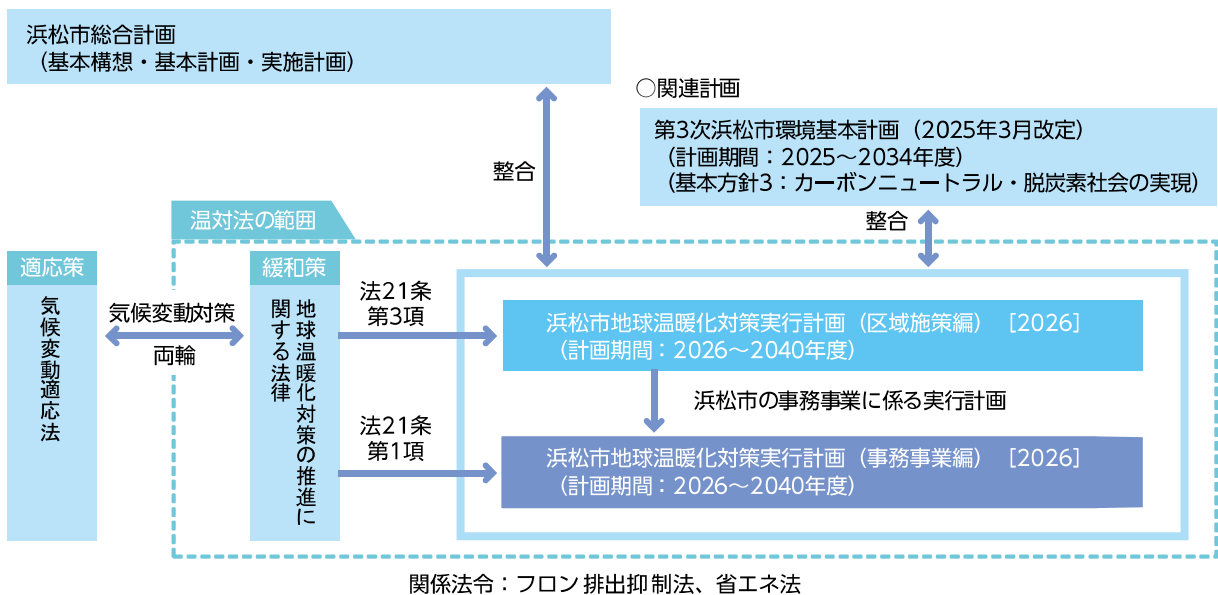 浜松市総合計画
（基本構想・基本計画・実施計画）
○関連計画
第3次浜松市環境基本計画（2025年3月改定）
（計画期間：2025～2034年度）
（基本方針3：カーボンニュートラル・脱炭素社会の実現）
整合
整合
温対法の範囲
適応策
気候変動適応法
気候変動対策
両輪
緩和策
地球温暖化対策の推進に
関する法律
法21条
第3項
浜松市地球温暖化対策実行計画（区域施策編）［2026］
（計画期間：2026～2040年度）
浜松市の事務事業に係る実行計画
法21条
第1項
浜松市地球温暖化対策実行計画（事務事業編）［2026］
（計画期間：2026～2040年度）
関係法令：フロン排出抑制法、省エネ法